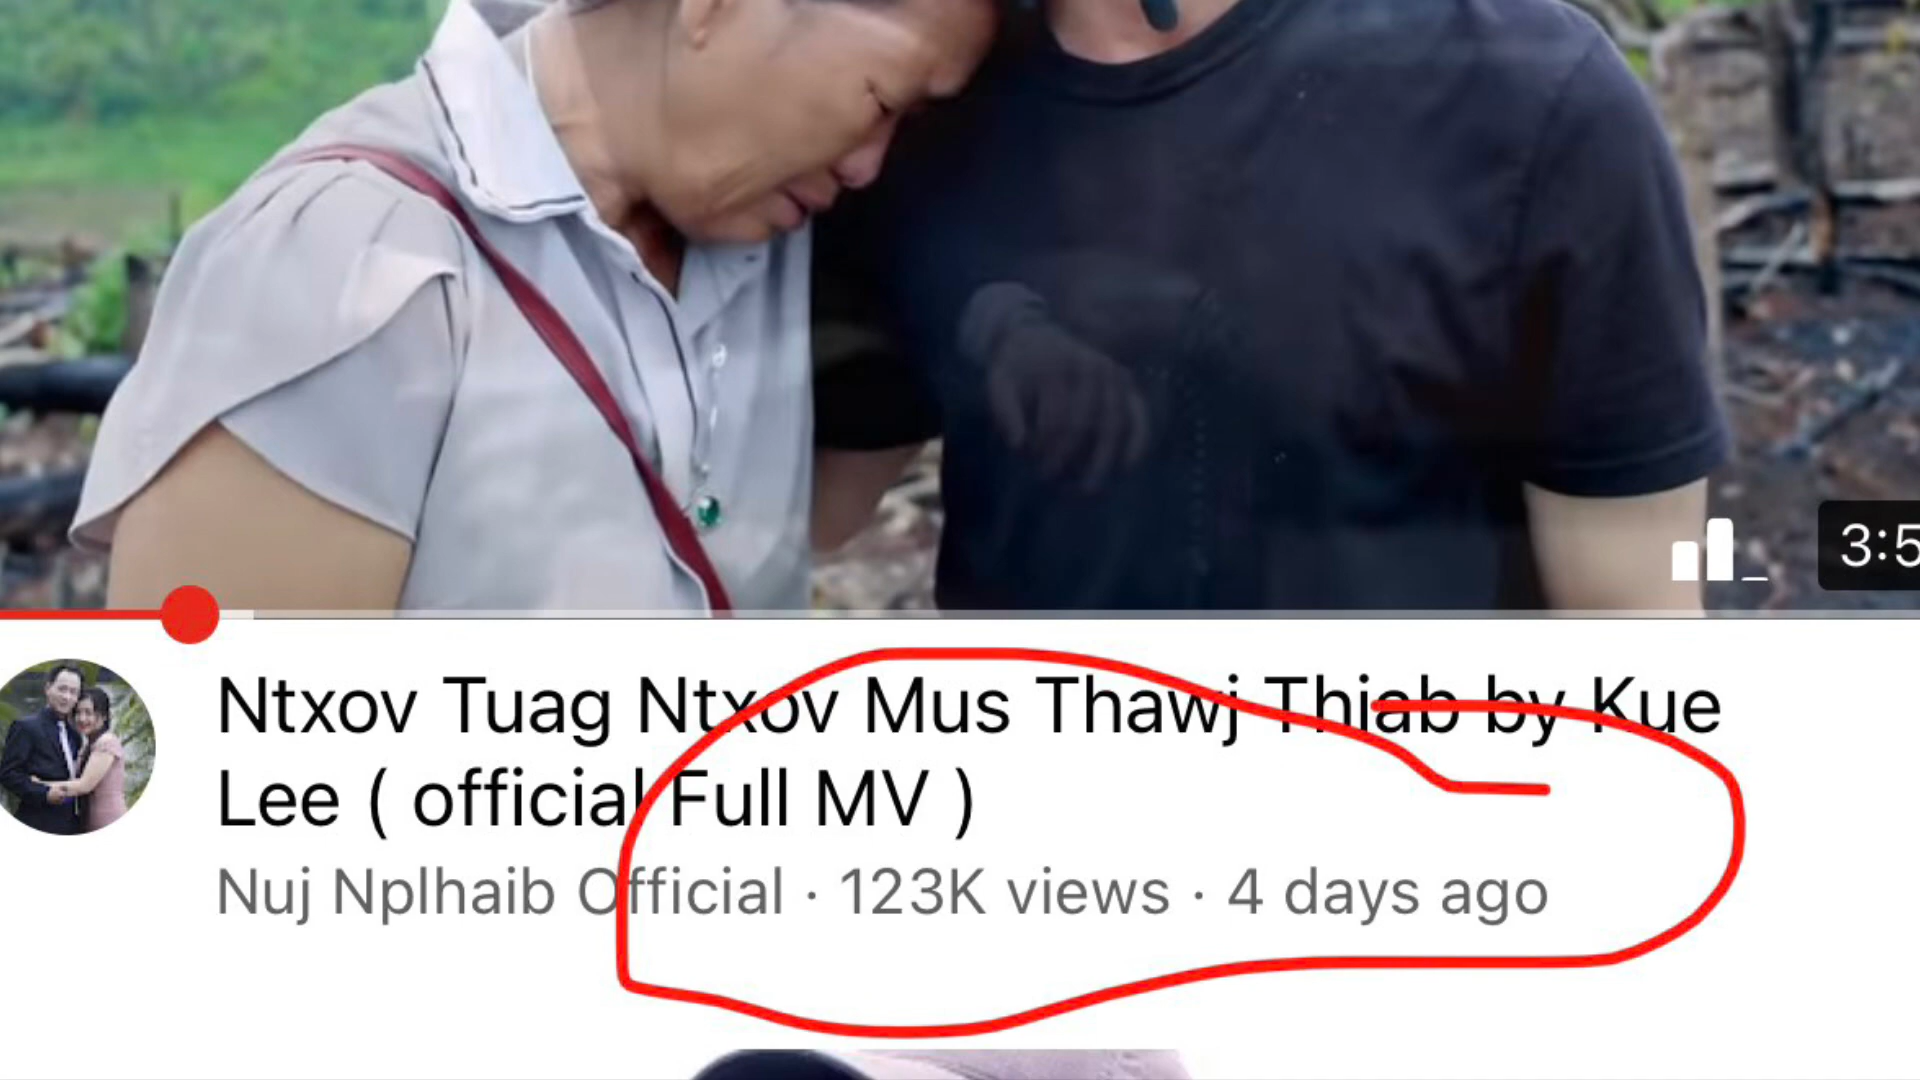 3:5
Ntxov Tuag Ntxov Mus Thawj Thiab by Kue
Lee ( official Full MV )
Nuj Nplhaib Official · 123K views · 4 days ago